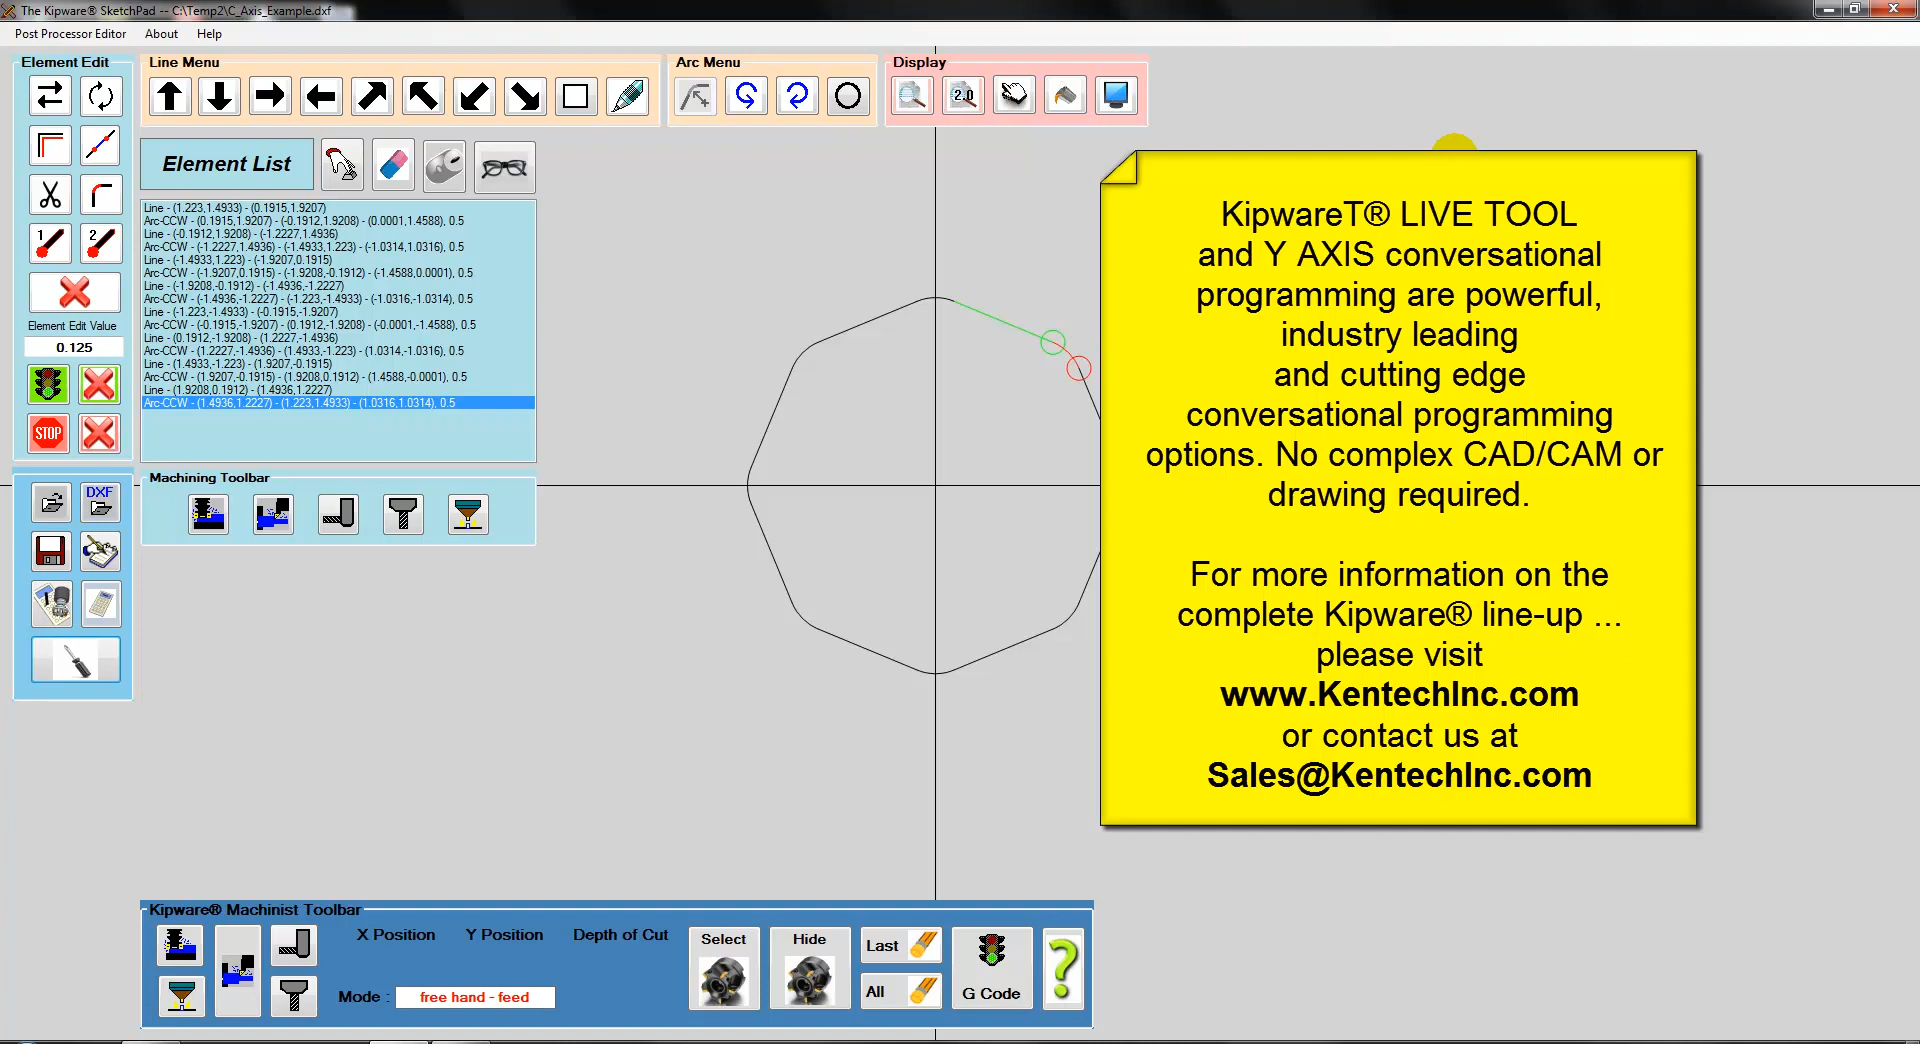 The Kipware® SketchPad -- C:\Temp2\C_Axis_Example.dxf
Post Processor Editor About Help
Element Edit
Line Menu
Arc Menu
Display
2.0
Element List
1 2
Element Edit Value
0.125
STOP
DXF
Line - (1.223,1.4933) - (0.1915,1.9207)
Arc-CCW - (0.1915,1.9207) - (-0.1912,1.9208) - (0.0001,1.4588), 0.5
Line - (-0.1912,1.9208) - (-1.2227,1.4936)
Arc-CCW - (-1.2227,1.4936) - (-1.4933,1.223) - (-1.0314,1.0316), 0.5
Line - (-1.4933,1.223) - (-1.9207,0.1915)
Arc-CCW - (-1.9207,0.1915) - (-1.9208,-0.1912) - (-1.4588,0.0001), 0.5
Line - (-1.9208,-0.1912) - (-1.4936,-1.2227)
Arc-CCW - (-1.4936,-1.2227) - (-1.223,-1.4933) - (-1.0316,-1.0314), 0.5
Line - (-1.223,-1.4933) - (-0.1915,-1.9207)
Arc-CCW - (-0.1915,-1.9207) - (0.1912,-1.9208) - (-0.0001,-1.4588), 0.5
Line - (0.1912,-1.9208) - (1.2227,-1.4936)
Arc-CCW - (1.2227,-1.4936) - (1.4933,-1.223) - (1.0314,-1.0316), 0.5
Line - (1.4933,-1.223) - (1.9207,-0.1915)
Arc-CCW - (1.9207,-0.1915) - (1.9208,0.1912) - (1.4588,-0.0001), 0.5
Line - (1.9208,0.1912) - (1.4936,1.2227)
Arc-CCW - (1.4936,1.2227) - (1.223,1.4933) - (1.0316,1.0314), 0.5
Machining Toolbar
KipwareT® LIVE TOOL
and Y AXIS conversational
programming are powerful,
industry leading
and cutting edge
conversational programming
options. No complex CAD/CAM or
drawing required.
For more information on the
complete Kipware® line-up ...
please visit
www.KentechInc.com
or contact us at
Sales@KentechInc.com
Kipware® Machinist Toolbar
X Position Y Position Depth of Cut
Mode : free hand - feed
Select
Hide
Last
All
G Code